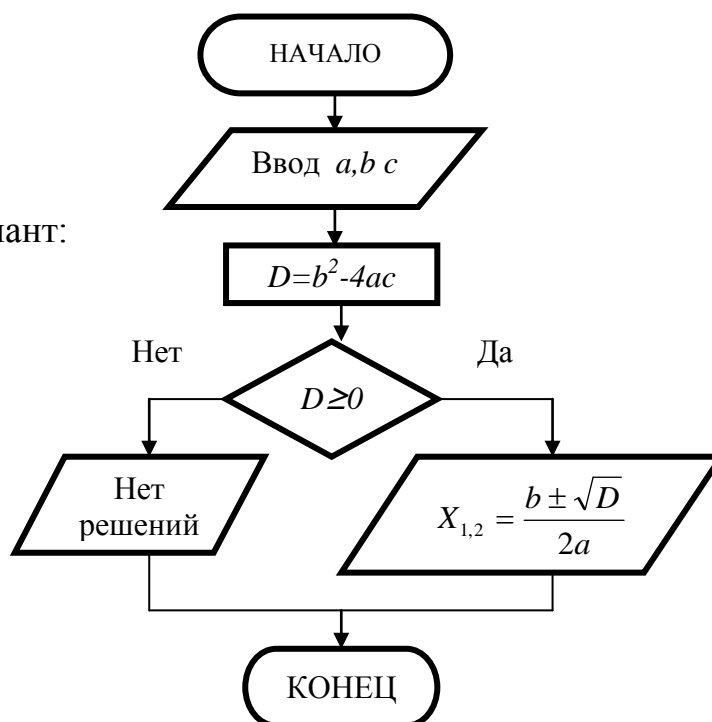 НАЧАЛО
Ввод a,b c
D=b²-4ac
Нет
Да
D≥0
Нет
решений
X₁,₂ = (b ± √D) / 2a
КОНЕЦ